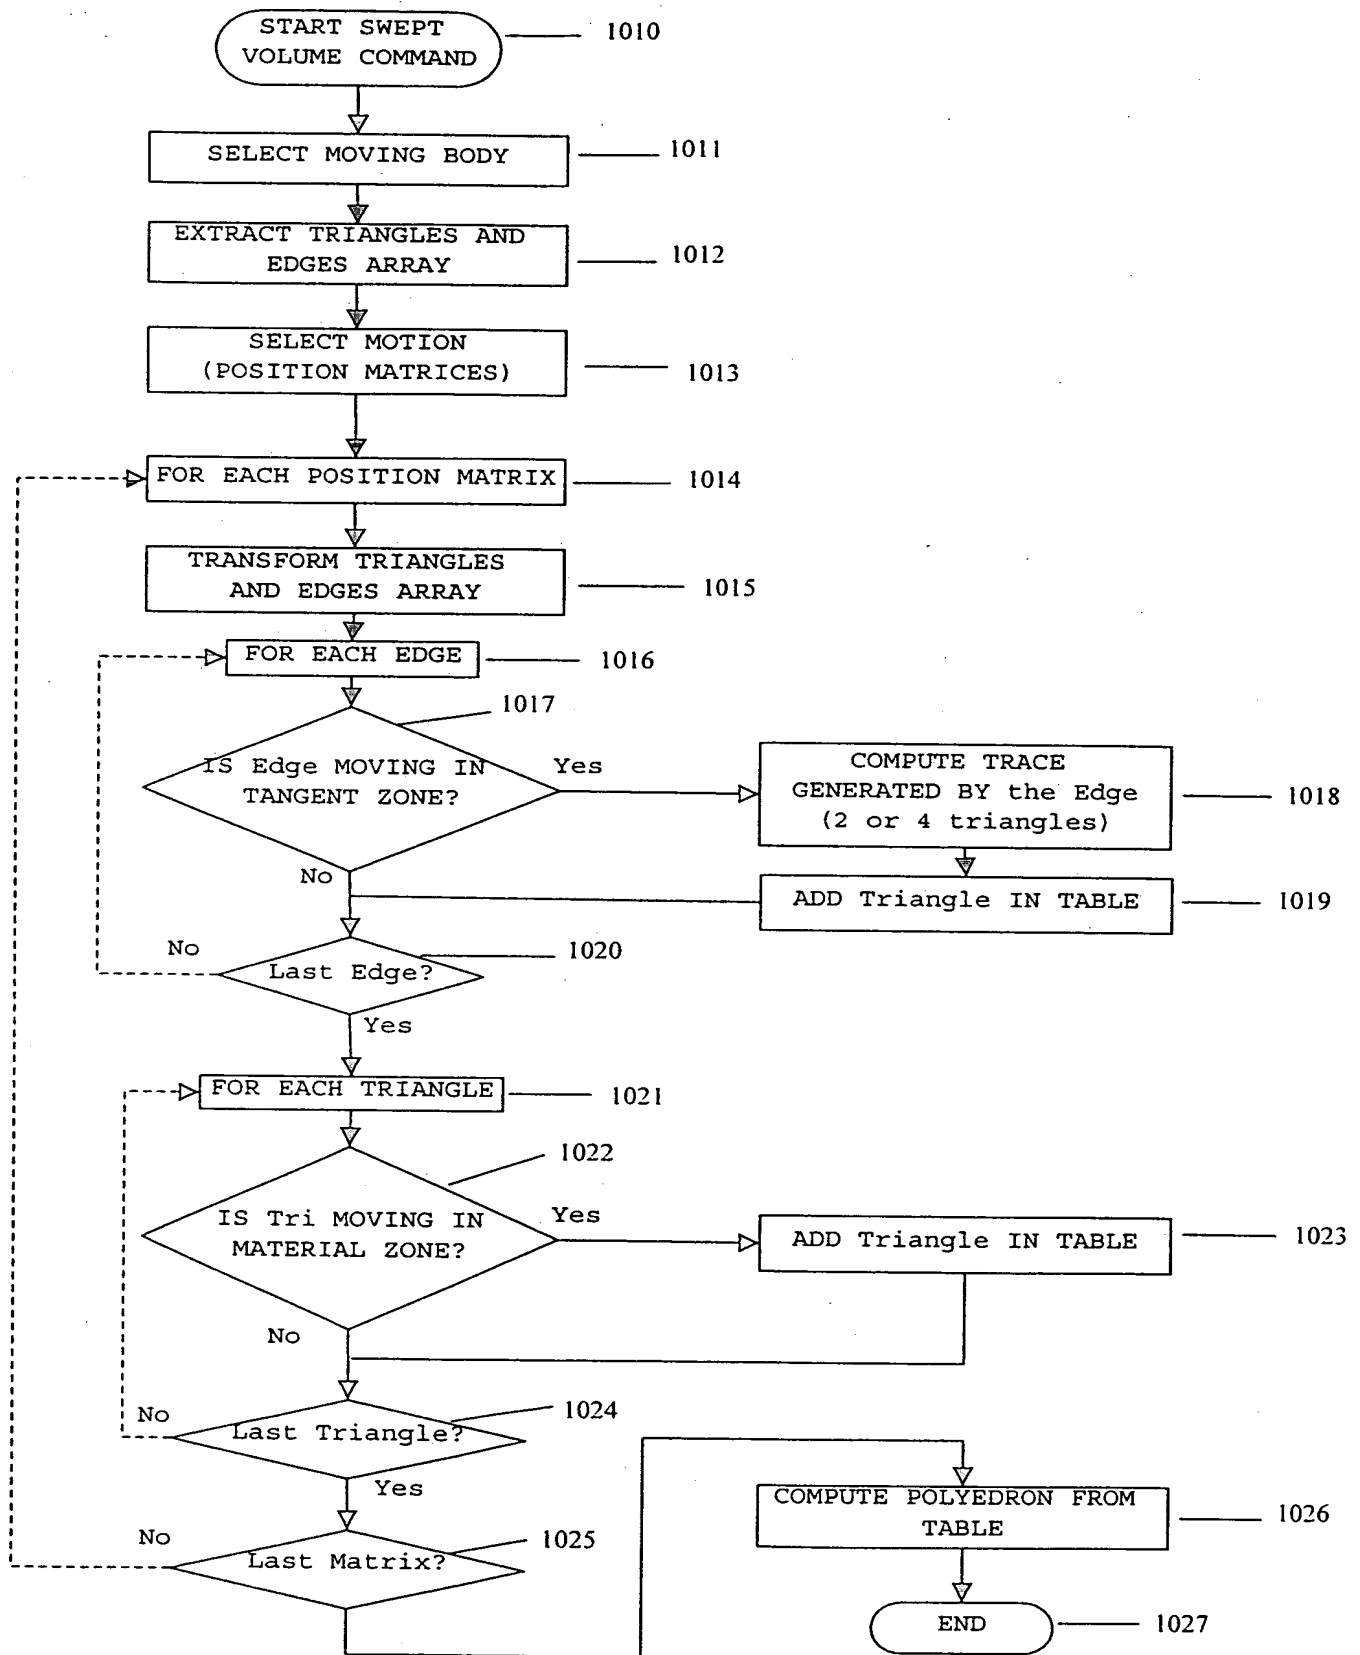 START SWEPT
VOLUME COMMAND
1010
SELECT MOVING BODY
1011
EXTRACT TRIANGLES AND
EDGES ARRAY
1012
SELECT MOTION
(POSITION MATRICES)
1013
FOR EACH POSITION MATRIX
1014
TRANSFORM TRIANGLES
AND EDGES ARRAY
1015
FOR EACH EDGE
1016
1017
IS Edge MOVING IN
TANGENT ZONE?
Yes
COMPUTE TRACE
GENERATED BY the Edge
(2 or 4 triangles)
1018
No
ADD Triangle IN TABLE
1019
No
Last Edge?
1020
Yes
FOR EACH TRIANGLE
1021
1022
IS Tri MOVING IN
MATERIAL ZONE?
Yes
ADD Triangle IN TABLE
1023
No
No
Last Triangle?
1024
Yes
No
Last Matrix?
1025
COMPUTE POLYEDRON FROM
TABLE
1026
END
1027